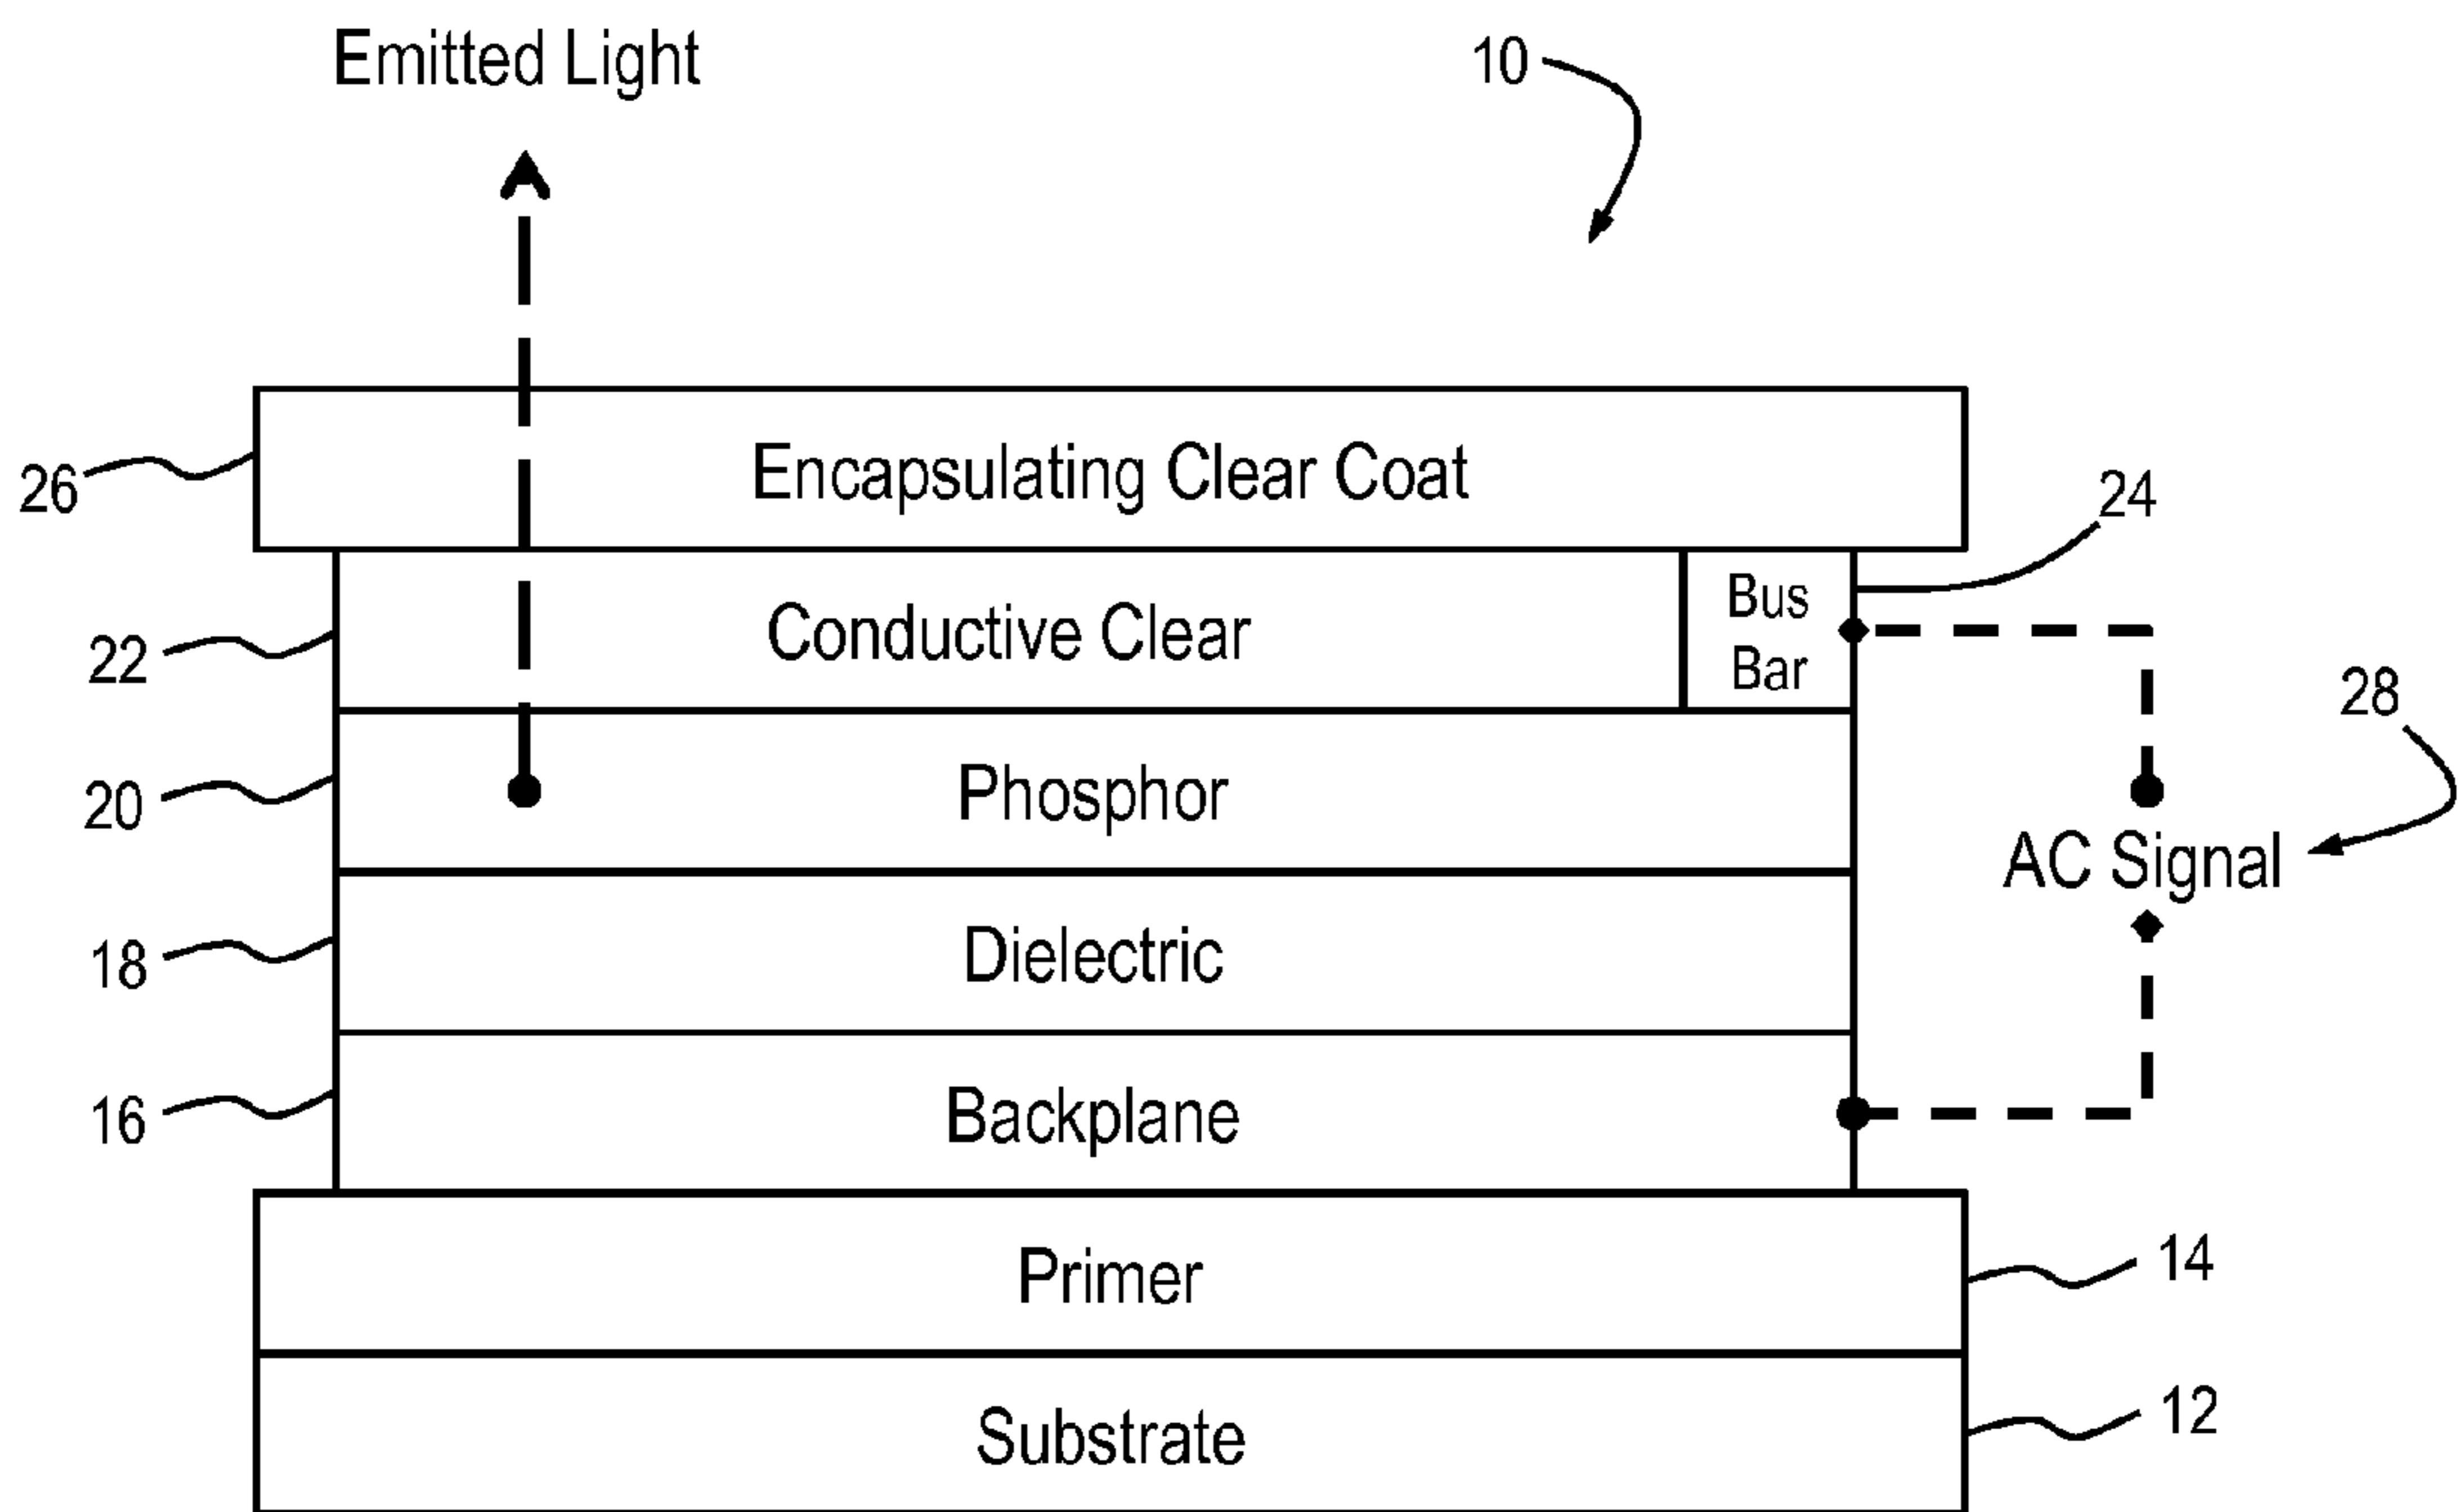 Emitted Light
10
Encapsulating Clear Coat
26
24
Conductive Clear
Bus
Bar
22
28
Phosphor
20
AC Signal
Dielectric
18
Backplane
16
Primer
14
Substrate
12